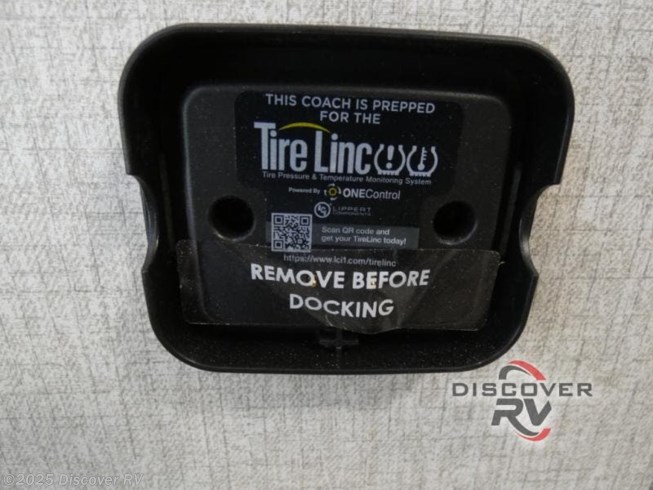 THIS COACH IS PREPPED
FOR THE
Tire Linc
Tire Pressure & Temperature Monitoring System
Powered By ONEControl
LIPPERT
COMPONENTS
Scan QR code and
get your TireLinc today!
https://www.lci1.com/tirelinc
REMOVE BEFORE
DOCKING
DISCOVER
RV
©2025 Discover RV